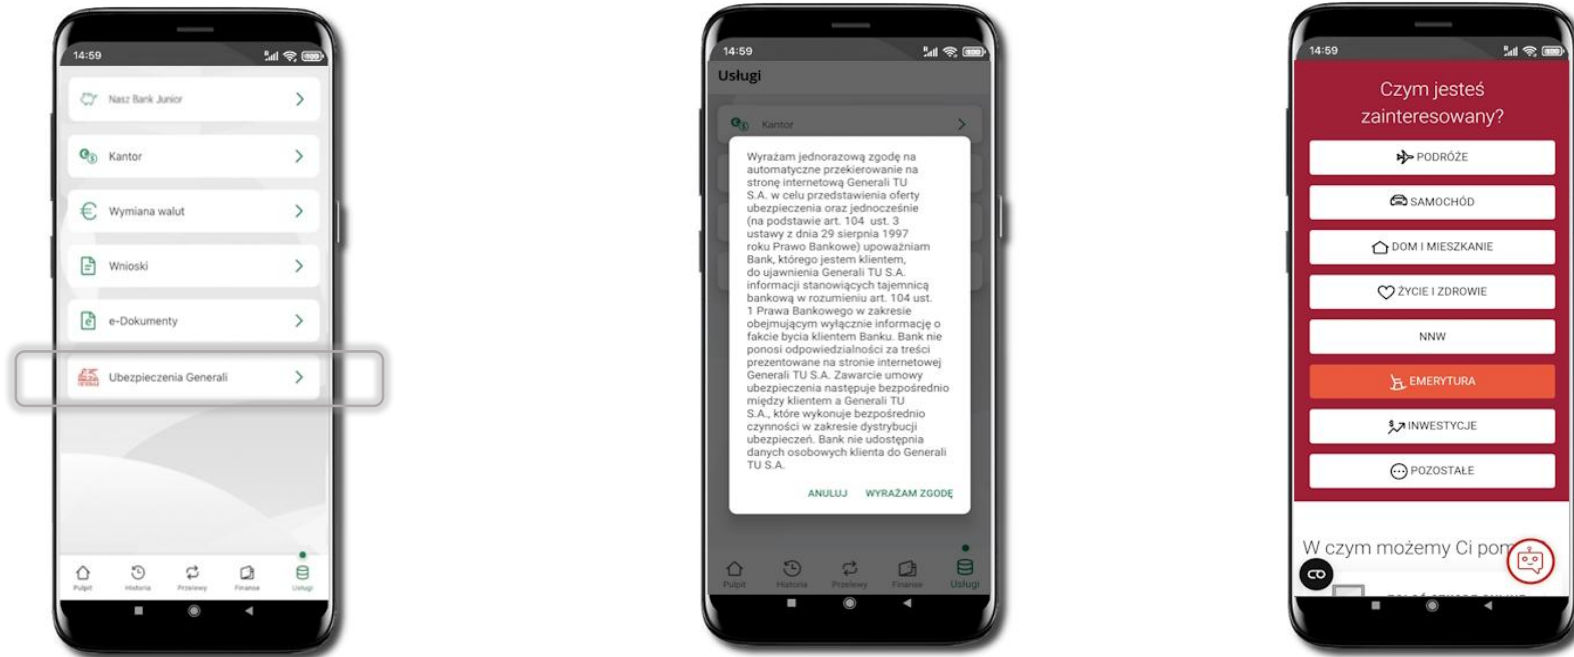 14:59
Nasz Bank Junior
Kantor
Wymiana walut
Wnioski
e-Dokumenty
Ubezpieczenia Generali
Pulpit
Historia
Przelewy
Finanse
Usługi
14:59
Usługi
Kantor
Wyrażam jednorazową zgodę na
automatyczne przekierowanie na
stronę internetową Generali TU
S.A. w celu przedstawienia oferty
ubezpieczenia oraz jednocześnie
(na podstawie art. 104 ust. 3
ustawy z dnia 29 sierpnia 1997
roku Prawo Bankowe) upoważniam
Bank, którego jestem klientem,
do ujawnienia Generali TU S.A.
informacji stanowiących tajemnicą
bankową w rozumieniu art. 104 ust.
1 Prawa Bankowego w zakresie
obejmującym wyłącznie informację o
fakcie bycia klientem Banku. Bank nie
ponosi odpowiedzialności za treści
prezentowane na stronie internetowej
Generali TU S.A. Zawarcie umowy
ubezpieczenia następuje bezpośrednio
między klientem a Generali TU
S.A., które wykonuje bezpośrednio
czynności w zakresie dystrybucji
ubezpieczeń. Bank nie udostępnia
danych osobowych klienta do Generali
TU S.A.
ANULUJ WYRAŻAM ZGODĘ
Pulpit
Historia
Przelewy
Finanse
Usługi
14:59
Czym jesteś
zainteresowany?
PODRÓŻE
SAMOCHÓD
DOM I MIESZKANIE
ŻYCIE I ZDROWIE
NNW
EMERYTURA
INWESTYCJE
POZOSTAŁE
W czym możemy Ci pom